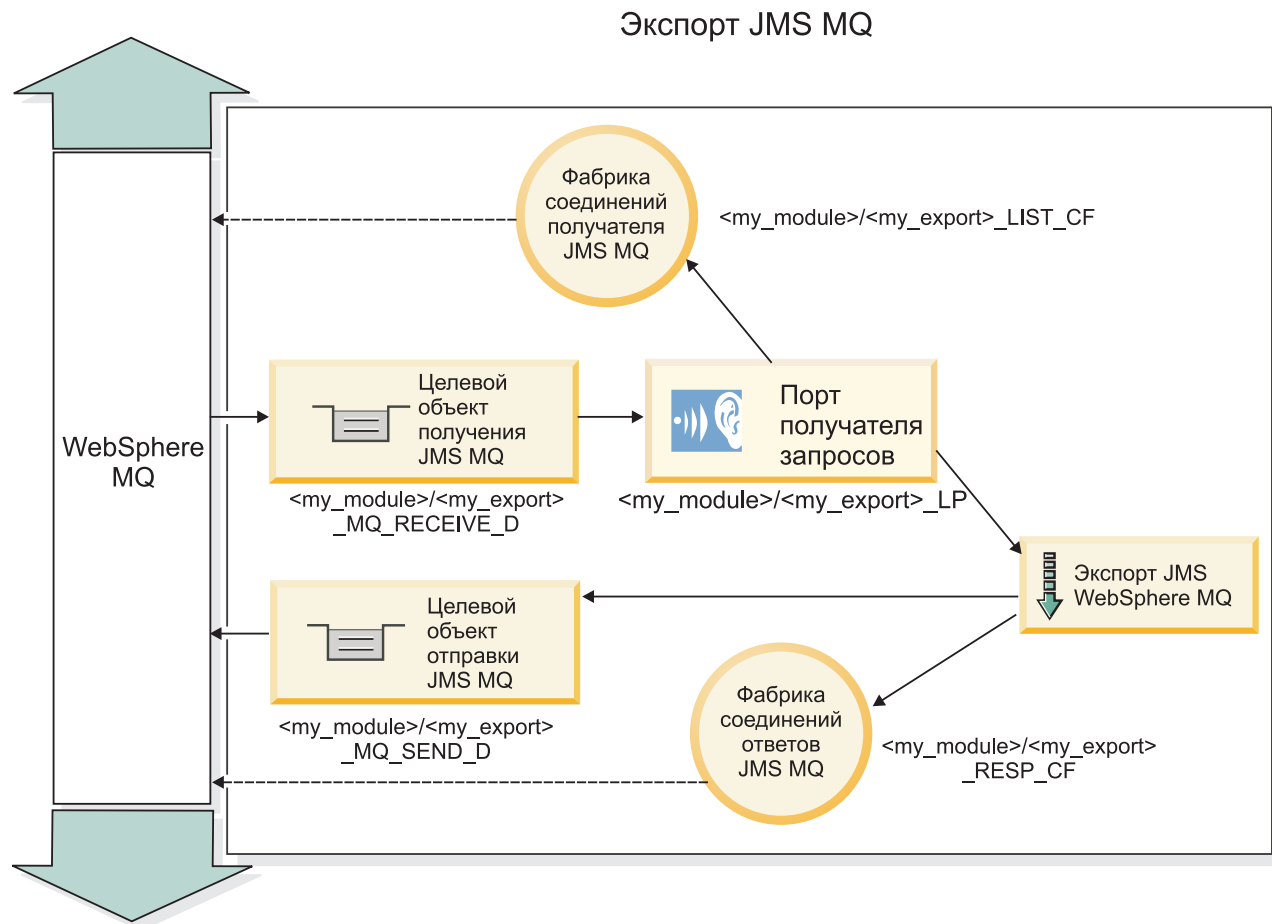 Экспорт JMS MQ
Фабрика
соединений
получателя
JMS MQ
<my_module>/<my_export>_LIST_CF
WebSphere
MQ
Целевой
объект
получения
JMS MQ
<my_module>/<my_export>
_MQ_RECEIVE_D
Порт
получателя
запросов
<my_module>/<my_export>_LP
Экспорт JMS
WebSphere MQ
Целевой
объект
отправки
JMS MQ
<my_module>/<my_export>
_MQ_SEND_D
Фабрика
соединений
ответов
JMS MQ
<my_module>/<my_export>
_RESP_CF